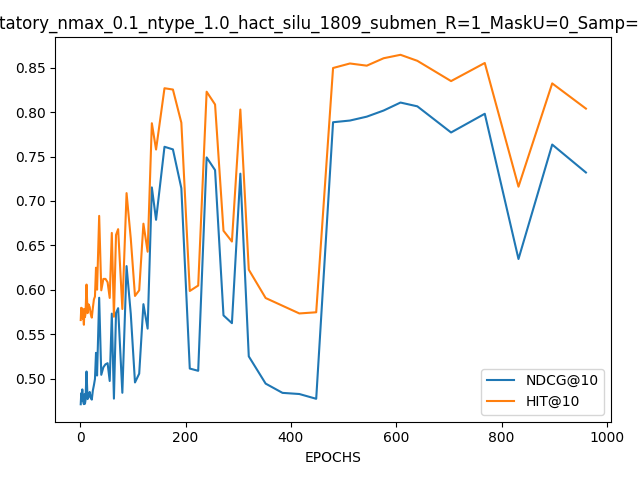 tatory_nmax_0.1_ntype_1.0_hact_silu_1809_submen_R=1_MaskU=0_Samp=
0.85
0.80
0.75
0.70
0.65
0.60
0.55
0.50
NDCG@10
HIT@10
0 200 400 600 800 1000
EPOCHS